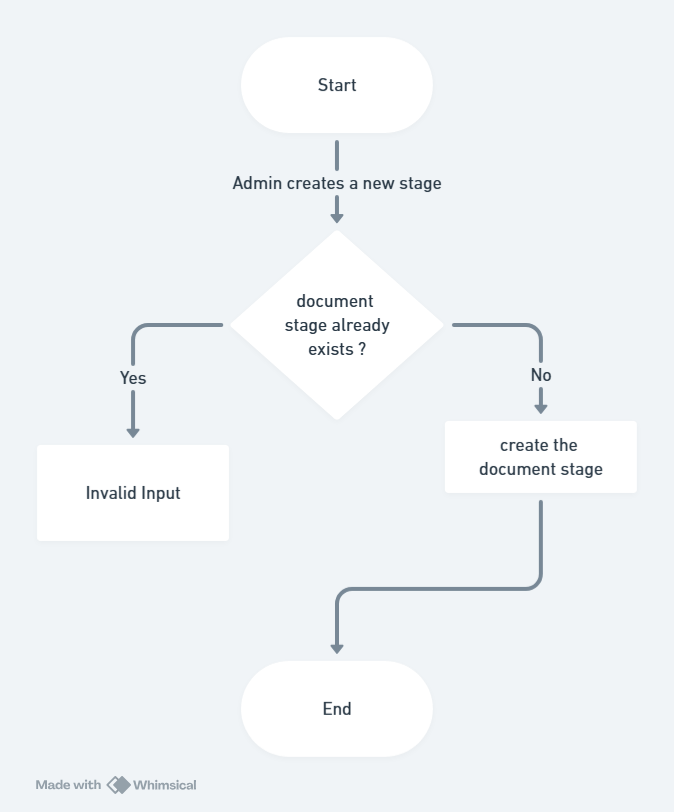 Start
Admin creates a new stage
document
stage already
exists ?
Yes
No
create the
document stage
Invalid Input
End
Made with Whimsical